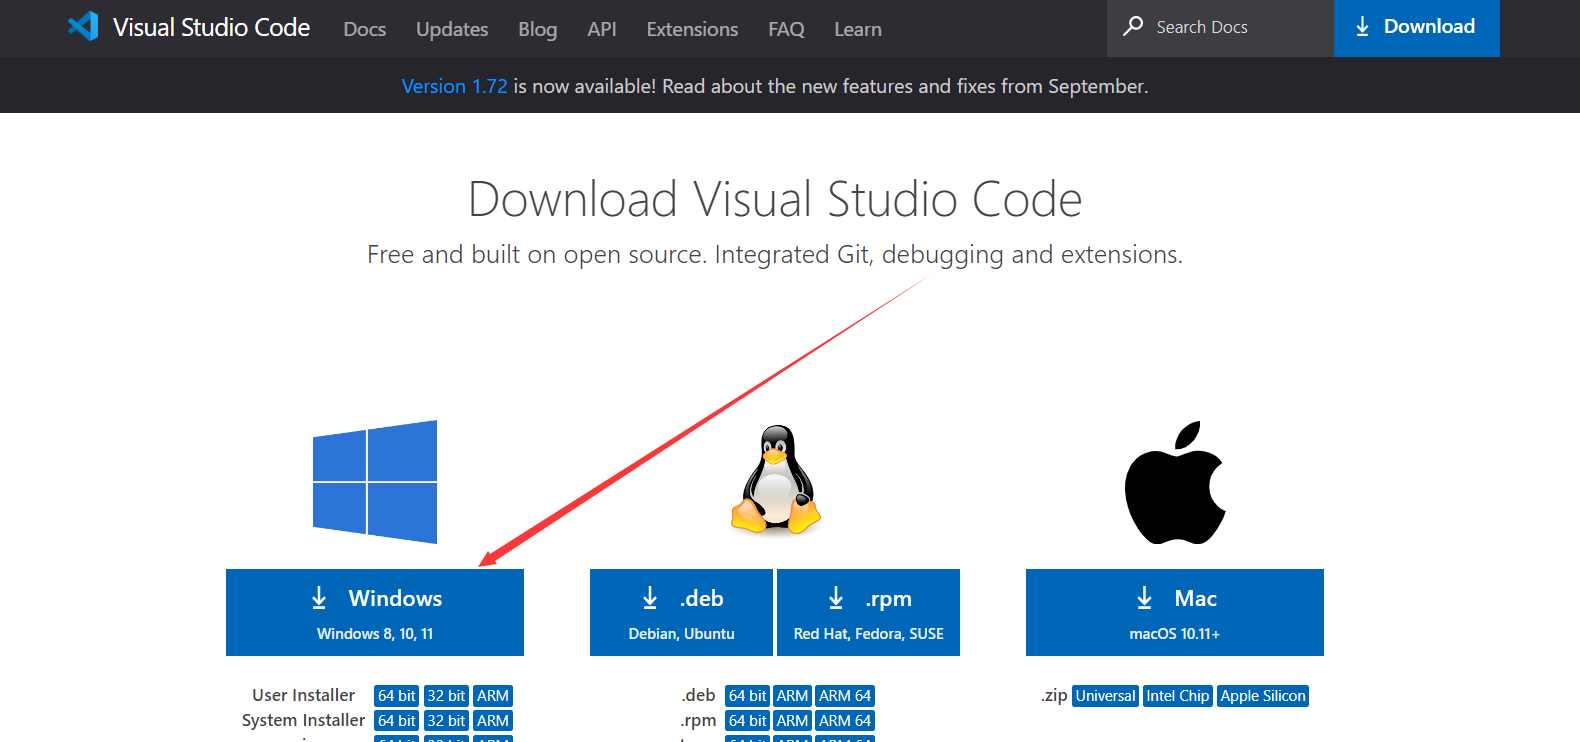 Visual Studio Code Docs Updates Blog API Extensions FAQ Learn Search Docs Download
Version 1.72 is now available! Read about the new features and fixes from September.
Download Visual Studio Code
Free and built on open source. Integrated Git, debugging and extensions.
Windows
Windows 8, 10, 11
.deb
Debian, Ubuntu
.rpm
Red Hat, Fedora, SUSE
Mac
macOS 10.11+
User Installer 64 bit 32 bit ARM
System Installer 64 bit 32 bit ARM
.deb 64 bit ARM ARM 64
.rpm 64 bit ARM ARM 64
.zip Universal Intel Chip Apple Silicon